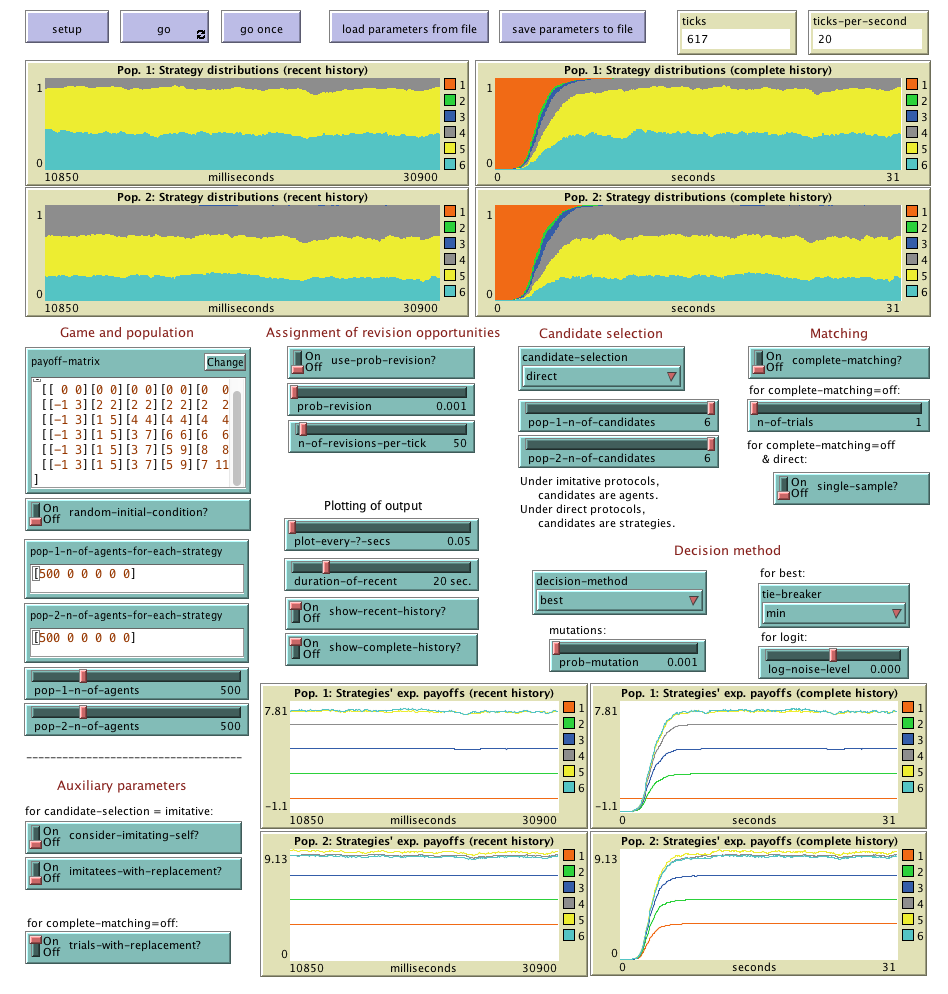 setup
go
go once
load parameters from file
save parameters to file
ticks
617
ticks-per-second
20
Pop. 1: Strategy distributions (recent history)
1
0
10850 milliseconds 30900
1
2
3
4
5
6
Pop. 1: Strategy distributions (complete history)
1
0
0 seconds 31
1
2
3
4
5
6
Pop. 2: Strategy distributions (recent history)
1
0
10850 milliseconds 30900
1
2
3
4
5
6
Pop. 2: Strategy distributions (complete history)
1
0
0 seconds 31
1
2
3
4
5
6
Game and population
payoff-matrix
Change
[[ 0 0][0 0][0 0][0 0][0 0
[[-1 3][2 2][2 2][2 2][2 2
[[-1 3][1 5][4 4][4 4][4 4
[[-1 3][1 5][3 7][6 6][6 6
[[-1 3][1 5][3 7][5 9][8 8
[[-1 3][1 5][3 7][5 9][7 11
]
On
Off
random-initial-condition?
pop-1-n-of-agents-for-each-strategy
[500 0 0 0 0 0]
pop-2-n-of-agents-for-each-strategy
[500 0 0 0 0 0]
pop-1-n-of-agents 500
pop-2-n-of-agents 500
Assignment of revision opportunities
On
Off
use-prob-revision?
prob-revision 0.001
n-of-revisions-per-tick 50
Plotting of output
plot-every-?-secs 0.05
duration-of-recent 20 sec.
On
Off
show-recent-history?
On
Off
show-complete-history?
Candidate selection
candidate-selection
direct
pop-1-n-of-candidates 6
pop-2-n-of-candidates 6
Under imitative protocols,
candidates are agents.
Under direct protocols,
candidates are strategies.
Matching
On
Off
complete-matching?
for complete-matching=off:
n-of-trials 1
for complete-matching=off
& direct:
On
Off
single-sample?
Decision method
decision-method
best
mutations:
prob-mutation 0.001
for best:
tie-breaker
min
for logit:
log-noise-level 0.000
--------------------------------
Auxiliary parameters
for candidate-selection = imitative:
On
Off
consider-imitating-self?
On
Off
imitatees-with-replacement?
for complete-matching=off:
On
Off
trials-with-replacement?
Pop. 1: Strategies' exp. payoffs (recent history)
7.81
-1.1
10850 milliseconds 30900
1
2
3
4
5
6
Pop. 1: Strategies' exp. payoffs (complete history)
7.81
-1.1
0 seconds 31
1
2
3
4
5
6
Pop. 2: Strategies' exp. payoffs (recent history)
9.13
0
10850 milliseconds 30900
1
2
3
4
5
6
Pop. 2: Strategies' exp. payoffs (complete history)
9.13
0
0 seconds 31
1
2
3
4
5
6